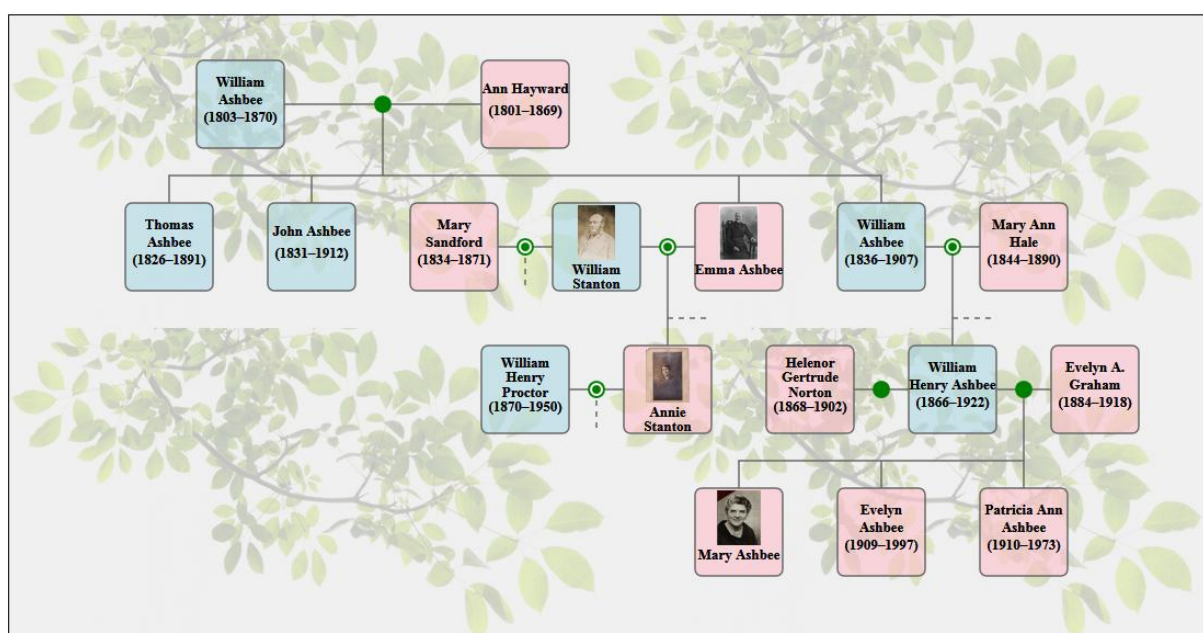 William
Ashbee
(1803–1870)
Ann Hayward
(1801–1869)
Thomas
Ashbee
(1826–1891)
John Ashbee
(1831–1912)
Mary
Sandford
(1834–1871)
William
Stanton
Emma Ashbee
William
Ashbee
(1836–1907)
Mary Ann
Hale
(1844–1890)
William
Henry
Proctor
(1870–1950)
Annie
Stanton
Helenor
Gertrude
Norton
(1868–1902)
William
Henry Ashbee
(1866–1922)
Evelyn A.
Graham
(1884–1918)
Mary Ashbee
Evelyn
Ashbee
(1909–1997)
Patricia Ann
Ashbee
(1910–1973)